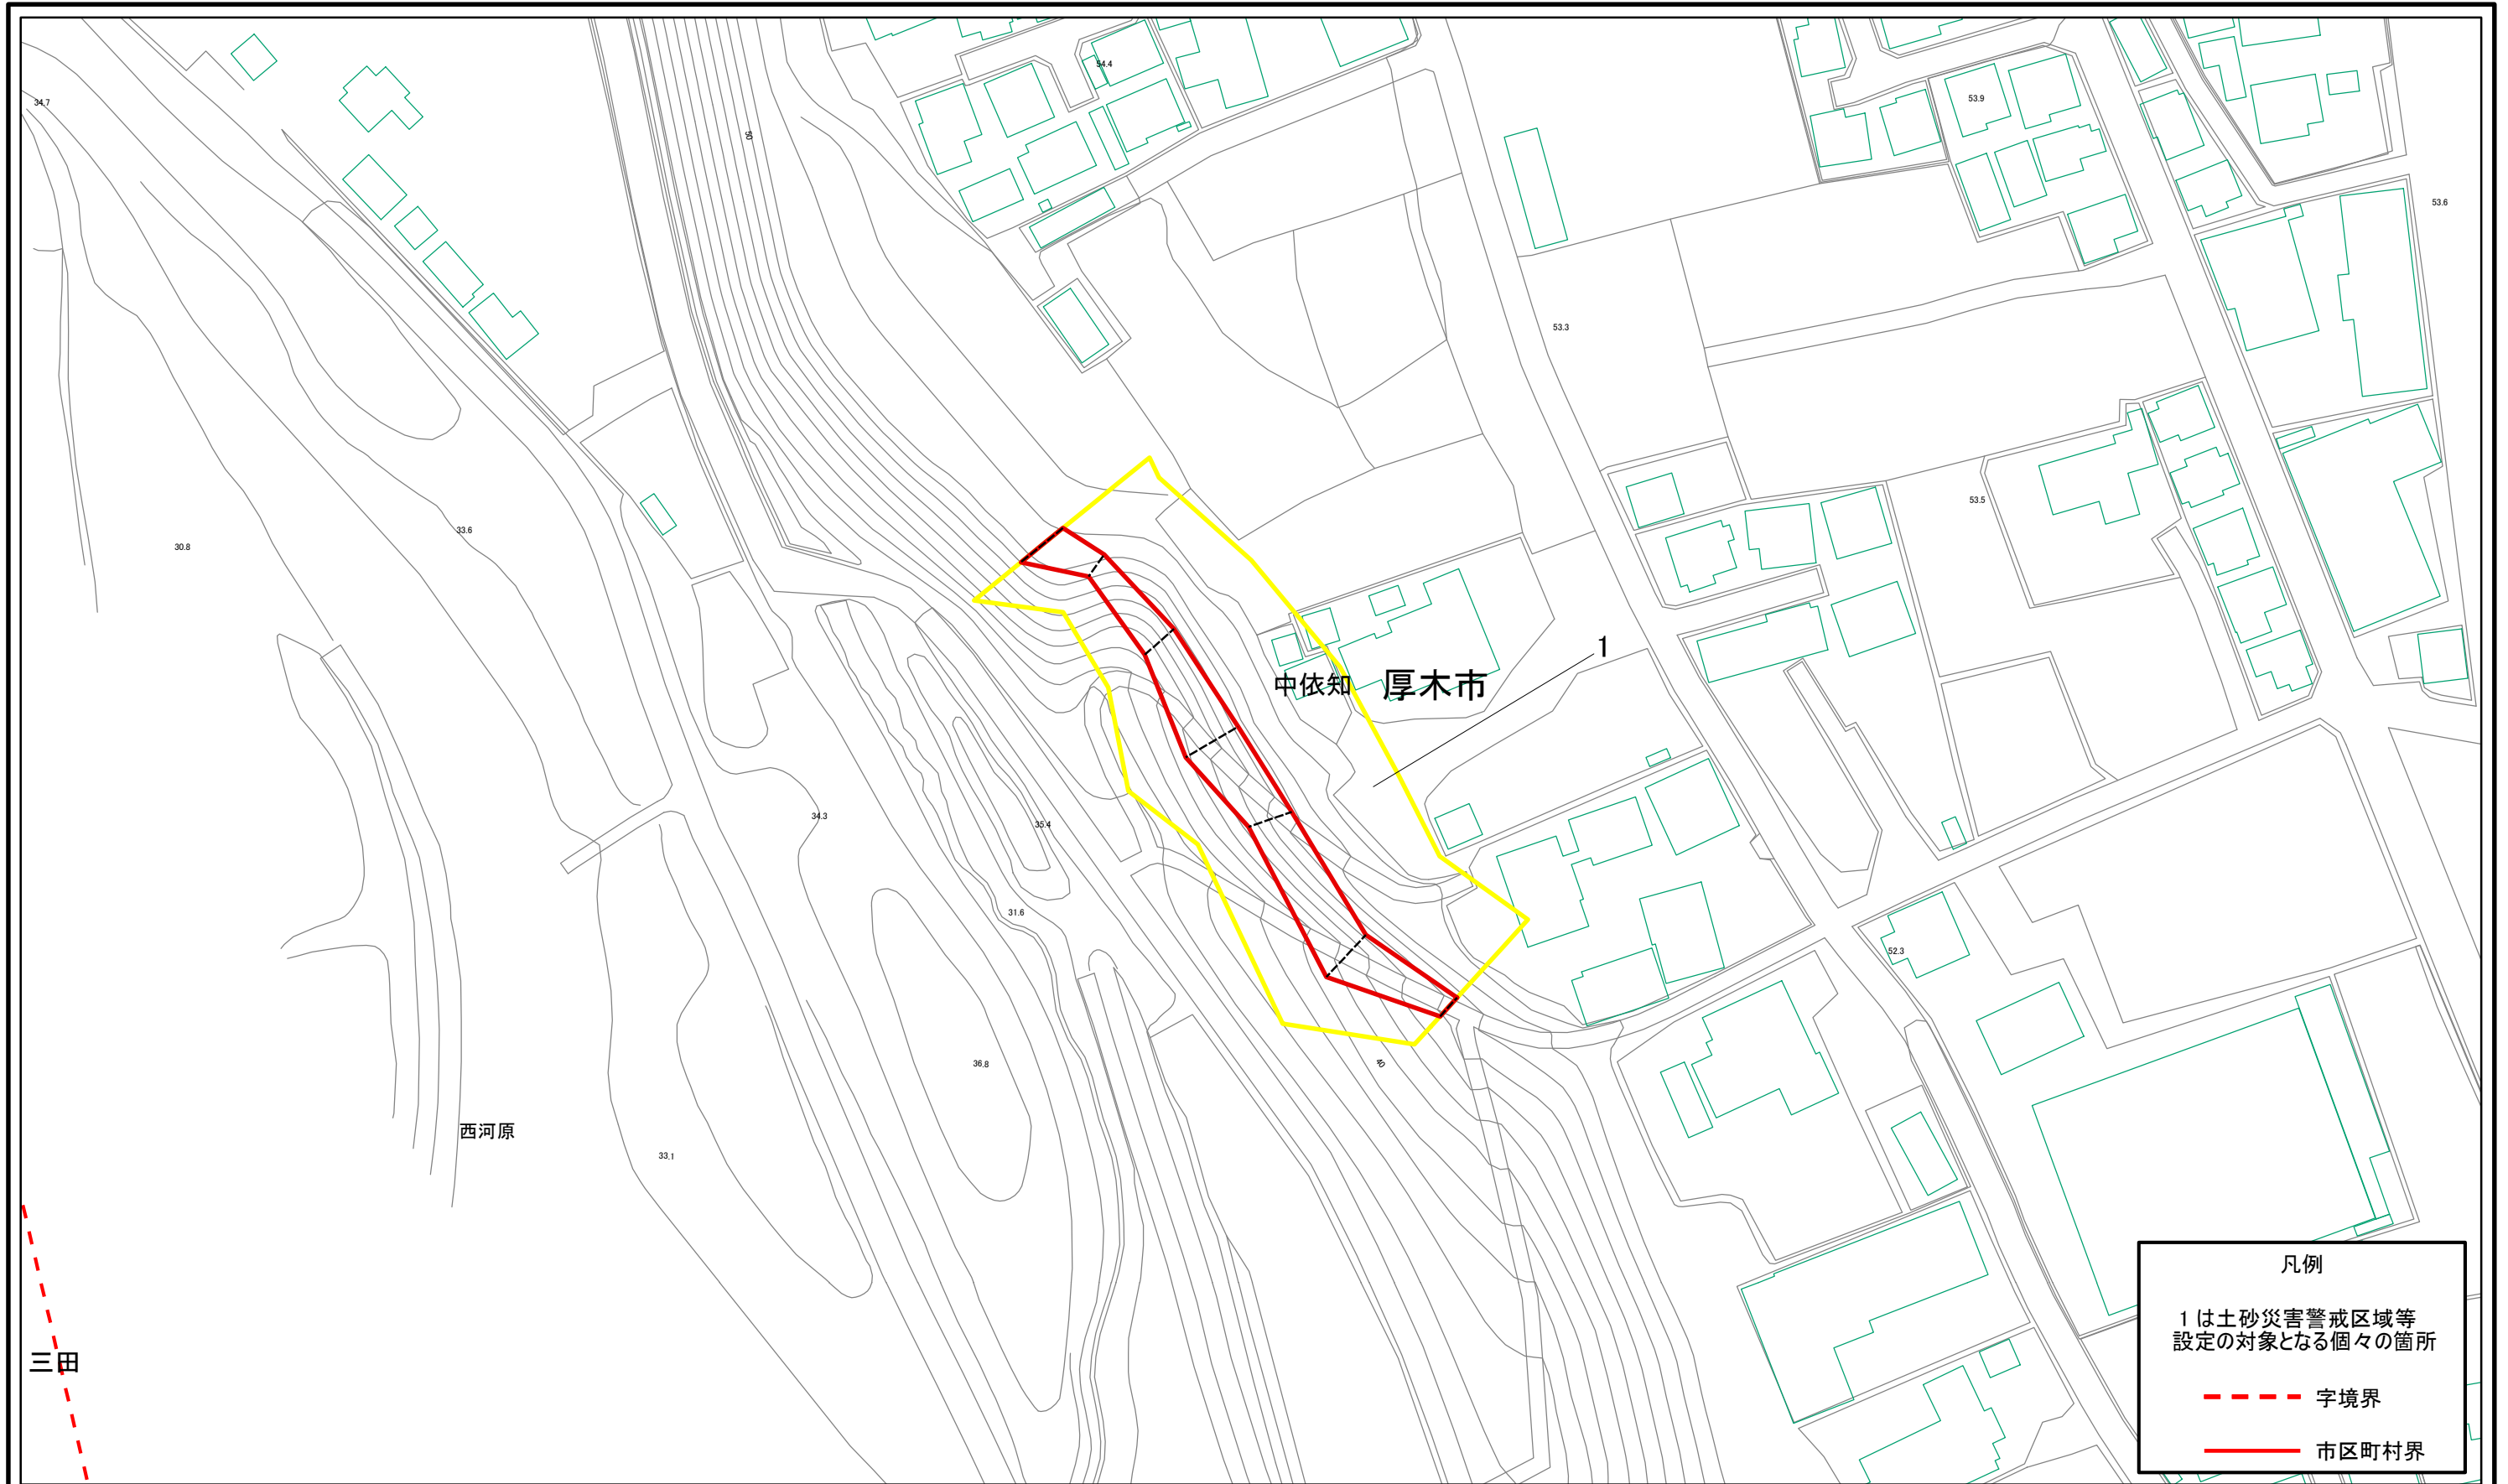 54.4
34.7
50
53.9
53.6
53.3
53.5
33.6
30.8
1
中依知 厚木市
34.3
35.4
31.6
52.3
36.8
40
西河原
33.1
三田
凡例
1は土砂災害警戒区域等
設定の対象となる個々の箇所
字境界
市区町村界